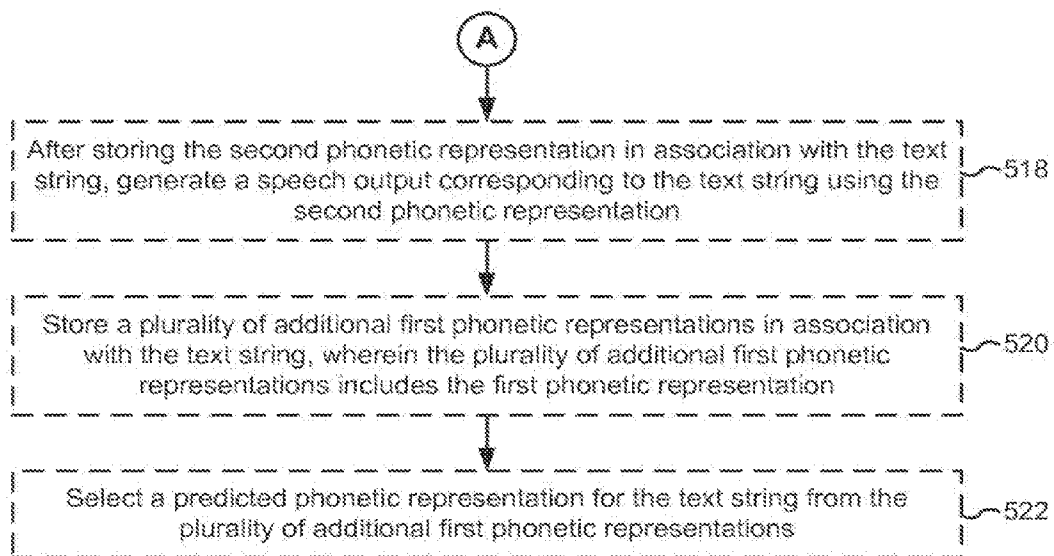 A
After storing the second phonetic representation in association with the text
string, generate a speech output corresponding to the text string using the
second phonetic representation
518
Store a plurality of additional first phonetic representations in association
with the text string, wherein the plurality of additional first phonetic
representations includes the first phonetic representation
520
Select a predicted phonetic representation for the text string from the
plurality of additional first phonetic representations
522